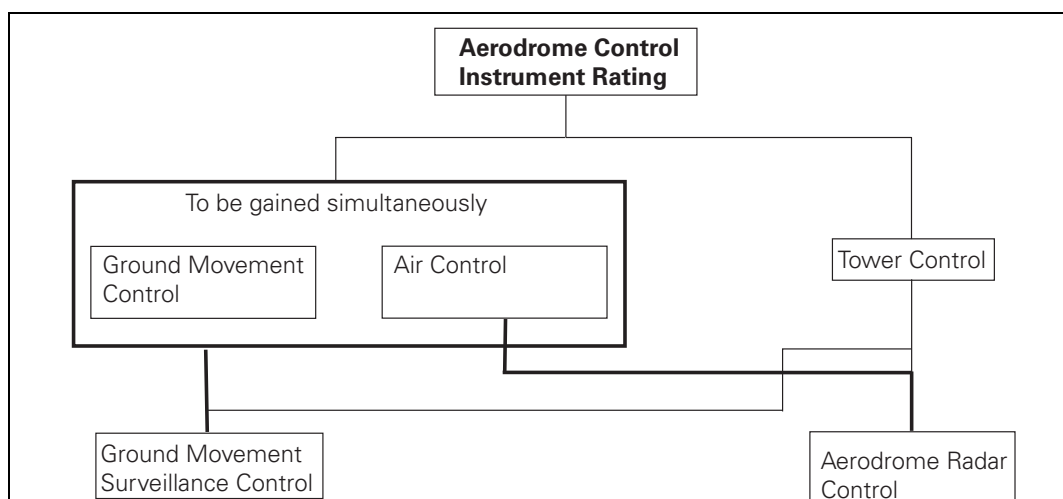 Aerodrome Control
Instrument Rating
To be gained simultaneously
Ground Movement
Control
Air Control
Tower Control
Ground Movement
Surveillance Control
Aerodrome Radar
Control